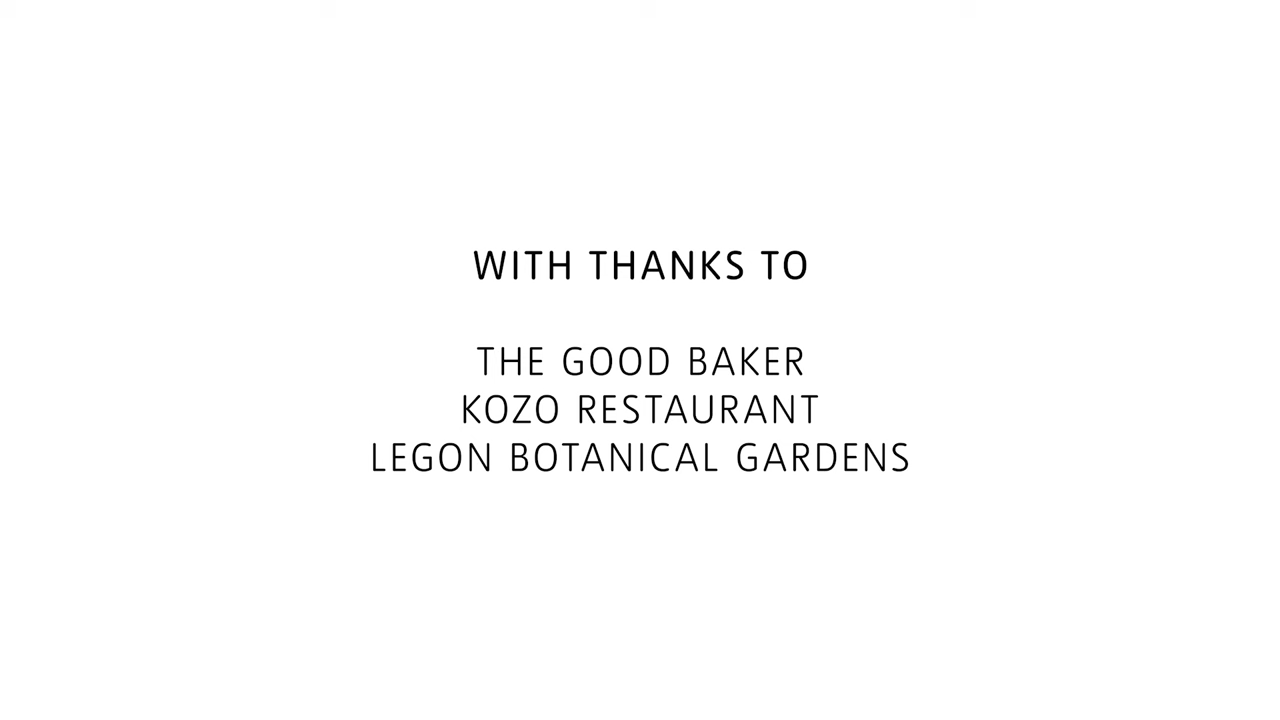 WITH THANKS TO
THE GOOD BAKER
KOZO RESTAURANT
LEGON BOTANICAL GARDENS